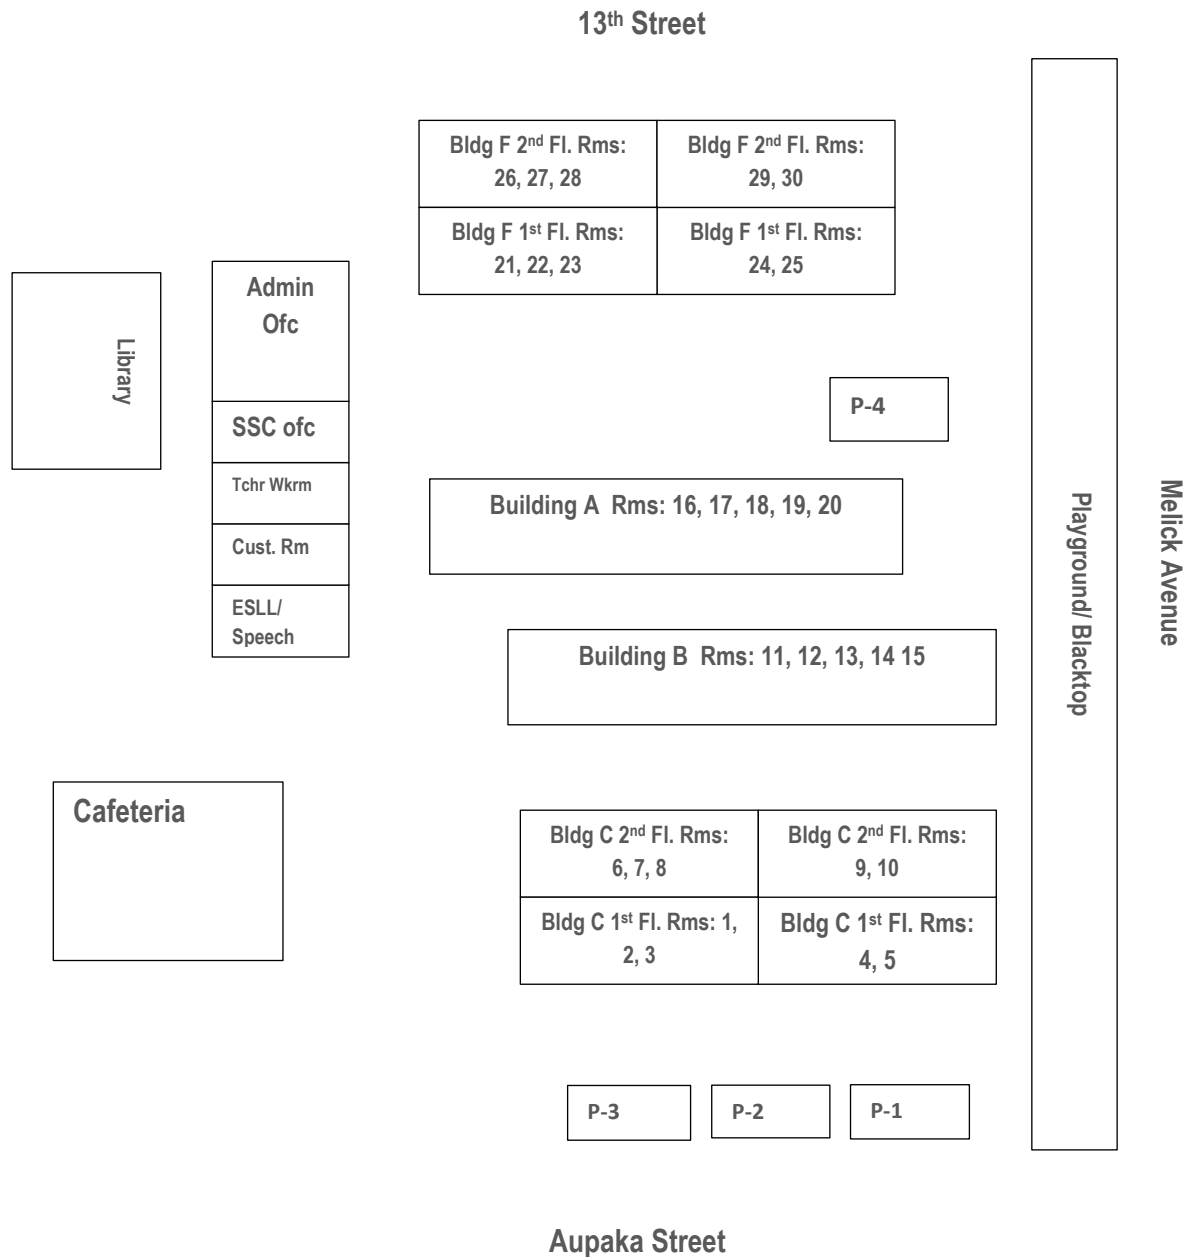 13th Street
Bldg F 2nd Fl. Rms:
26, 27, 28
Bldg F 2nd Fl. Rms:
29, 30
Bldg F 1st Fl. Rms:
21, 22, 23
Bldg F 1st Fl. Rms:
24, 25
Library
Admin
Ofc
SSC ofc
Tchr Wkrm
Cust. Rm
ESLL/
Speech
P-4
Building A  Rms: 16, 17, 18, 19, 20
Building B  Rms: 11, 12, 13, 14 15
Playground/ Blacktop
Melick Avenue
Cafeteria
Bldg C 2nd Fl. Rms:
6, 7, 8
Bldg C 2nd Fl. Rms:
9, 10
Bldg C 1st Fl. Rms: 1,
2, 3
Bldg C 1st Fl. Rms:
4, 5
P-3
P-2
P-1
Aupaka Street